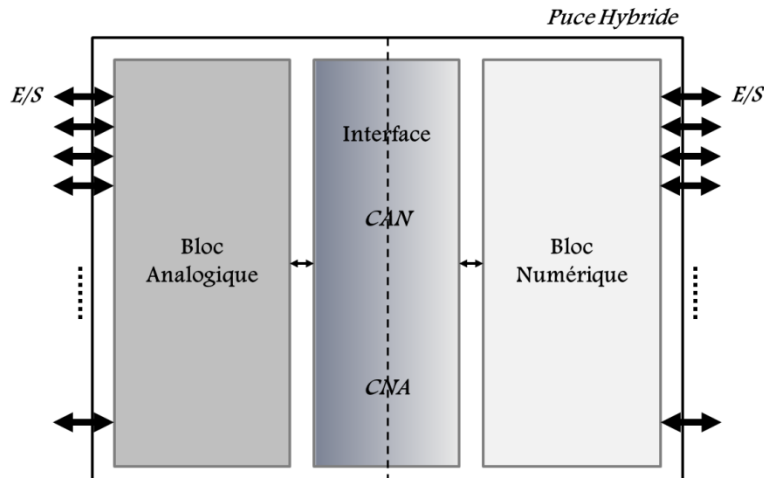 Puce Hybride
E/S
E/S
Interface
CAN
Bloc
Analogique
Bloc
Numérique
CNA